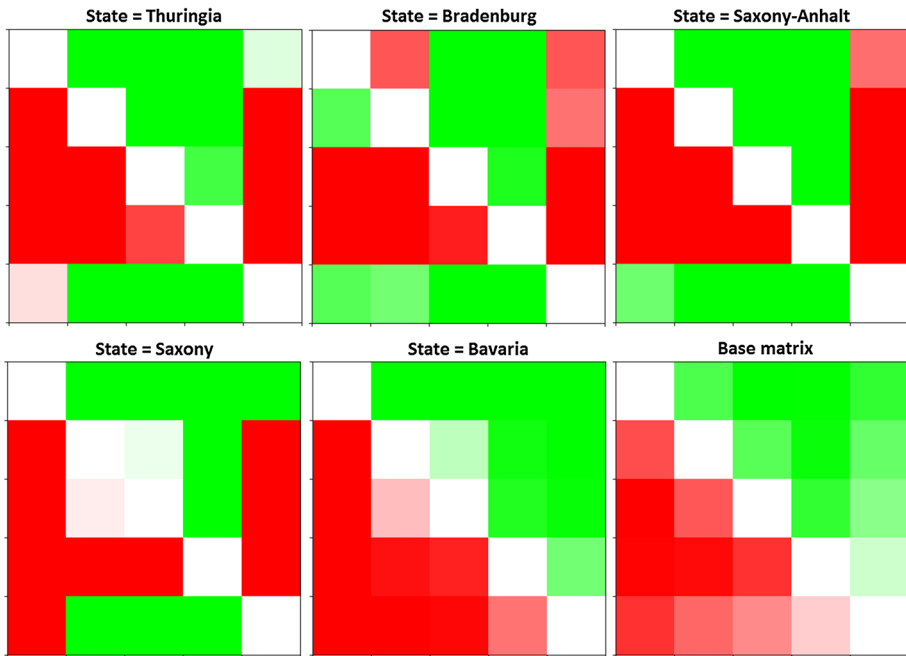 State = Thuringia
State = Bradenburg
State = Saxony-Anhalt
State = Saxony
State = Bavaria
Base matrix